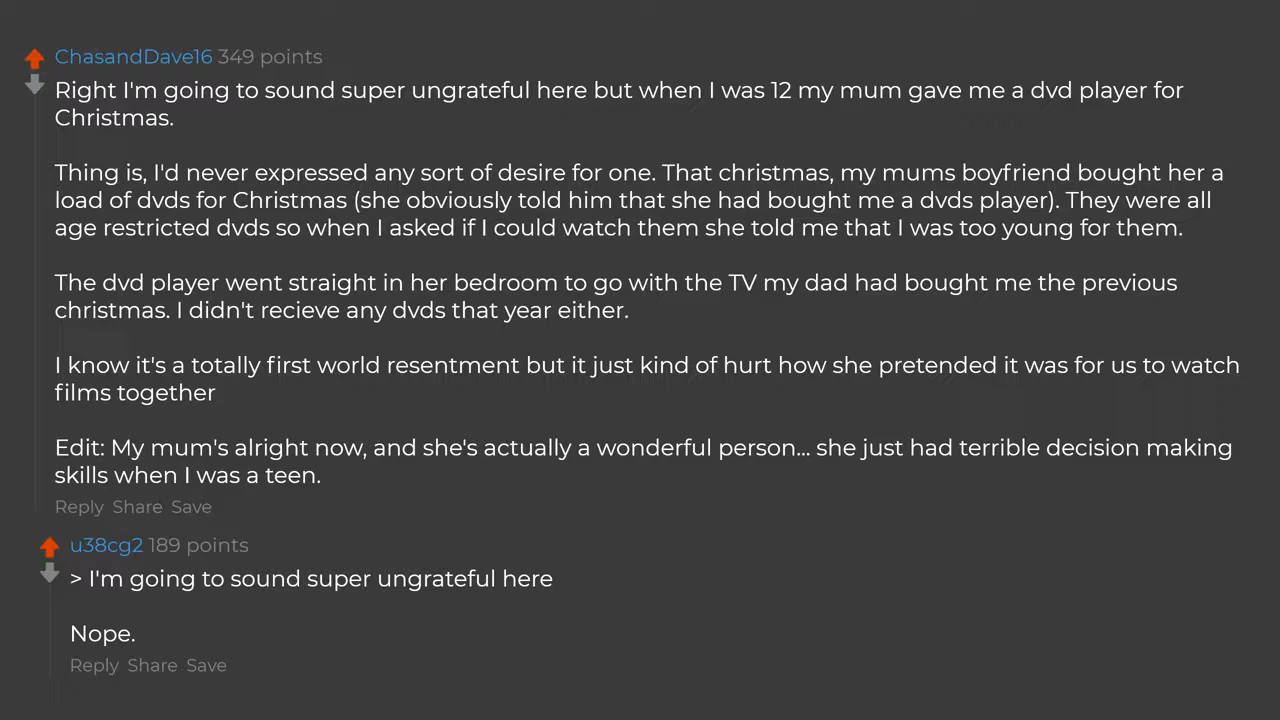 ChasandDave16 349 points
Right I'm going to sound super ungrateful here but when I was 12 my mum gave me a dvd player for
Christmas.
Thing is, I'd never expressed any sort of desire for one. That christmas, my mums boyfriend bought her a
load of dvds for Christmas (she obviously told him that she had bought me a dvds player). They were all
age restricted dvds so when I asked if I could watch them she told me that I was too young for them.
The dvd player went straight in her bedroom to go with the TV my dad had bought me the previous
christmas. I didn't recieve any dvds that year either.
I know it's a totally first world resentment but it just kind of hurt how she pretended it was for us to watch
films together
Edit: My mum's alright now, and she's actually a wonderful person... she just had terrible decision making
skills when I was a teen.
Reply Share Save
u38cg2 189 points
> I'm going to sound super ungrateful here
Nope.
Reply Share Save